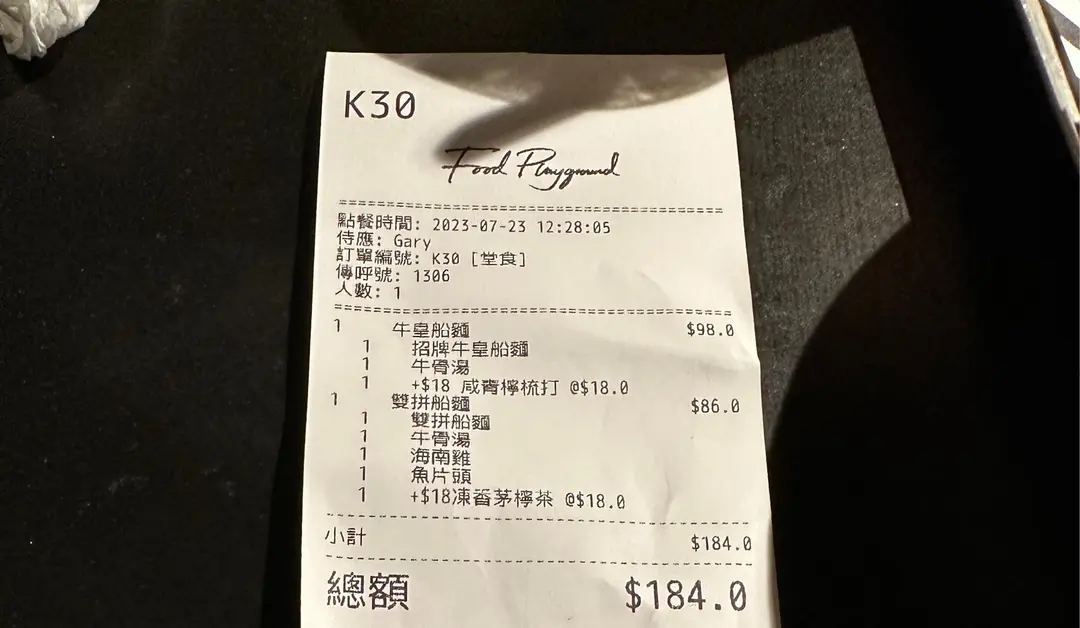 K30
Food Playground
點餐時間: 2023-07-23 12:28:05
侍應: Gary
訂單編號: K30 [堂食]
傳呼號: 1306
人數: 1
1 牛皇船麵 $98.0
1 招牌牛皇船麵
1 牛骨湯
1 +$18 咸青檸梳打 @$18.0
1 雙拼船麵 $86.0
1 雙拼船麵
1 牛骨湯
1 海南雞
1 魚片頭
1 +$18凍香茅檸茶 @$18.0
小計 $184.0
總額 $184.0